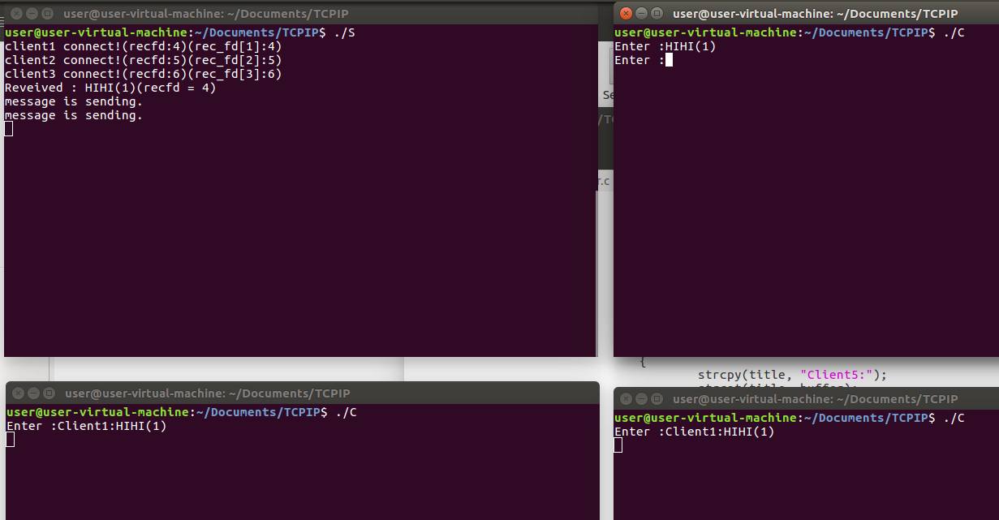 user@user-virtual-machine: ~/Documents/TCPIP
user@user-virtual-machine:~/Documents/TCPIP$ ./S
client1 connect!(recfd:4)(rec_fd[1]:4)
client2 connect!(recfd:5)(rec_fd[2]:5)
client3 connect!(recfd:6)(rec_fd[3]:6)
Reveived : HIHI(1)(recfd = 4)
message is sending.
message is sending.
user@user-virtual-machine: ~/Documents/TCPIP
user@user-virtual-machine:~/Documents/TCPIP$ ./C
Enter :HIHI(1)
Enter :
Se
/TC
r.c
{
strcpy(title, "Client5:");
user@user-virtual-machine: ~/Documents/TCPIP
user@user-virtual-machine:~/Documents/TCPIP$ ./C
Enter :Client1:HIHI(1)
user@user-virtual-machine: ~/Documents/TCPIP
user@user-virtual-machine:~/Documents/TCPIP$ ./C
Enter :Client1:HIHI(1)